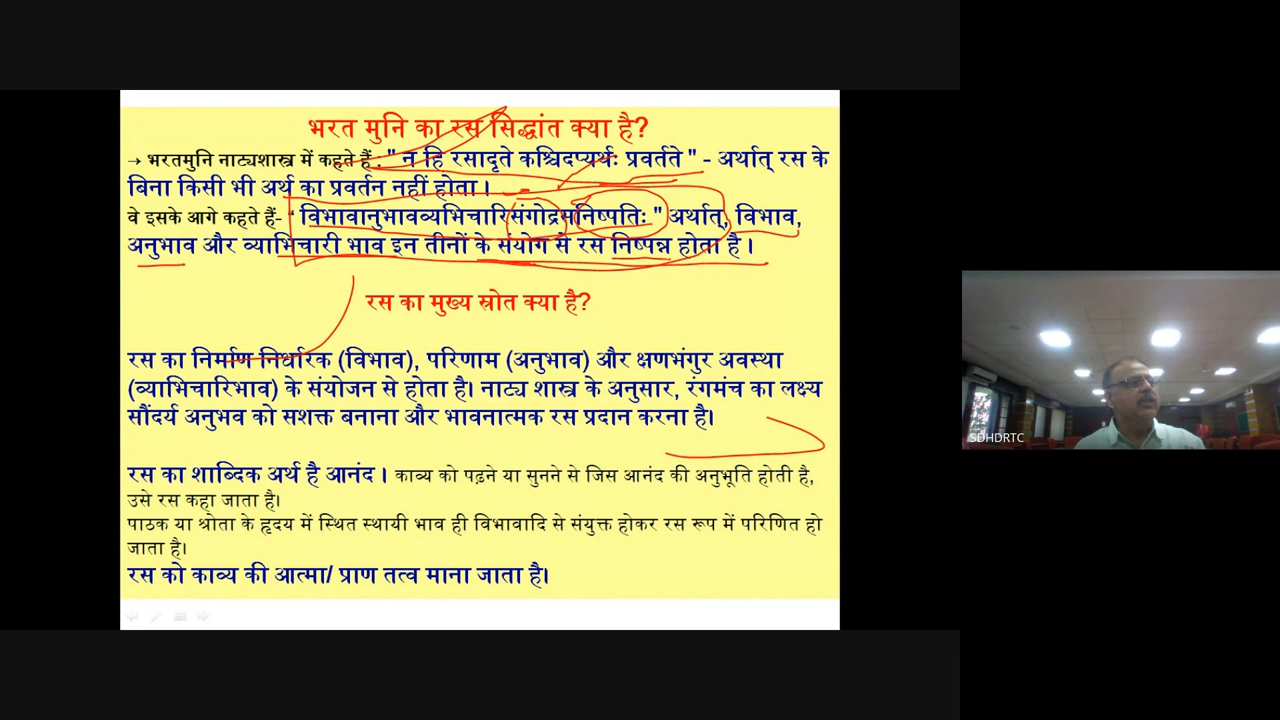 भरत मुनि का रस सिद्धांत क्या है?
→ भरतमुनि नाट्यशास्त्र में कहते हैं : " न हि रसादृते कश्चिदप्यर्थः प्रवर्तते " - अर्थात् रस के
बिना किसी भी अर्थ का प्रवर्तन नहीं होता ।
वे इसके आगे कहते हैं- " विभावानुभावव्यभिचारिसंगोद्रसनिष्पतिः " अर्थात्, विभाव,
अनुभाव और व्याभिचारी भाव इन तीनों के संयोग से रस निष्पन्न होता है ।
रस का मुख्य स्रोत क्या है?
रस का निर्माण निर्धारक (विभाव), परिणाम (अनुभाव) और क्षणभंगुर अवस्था
(व्याभिचारिभाव) के संयोजन से होता है। नाट्य शास्त्र के अनुसार, रंगमंच का लक्ष्य
सौंदर्य अनुभव को सशक्त बनाना और भावनात्मक रस प्रदान करना है।
रस का शाब्दिक अर्थ है आनंद । काव्य को पढ़ने या सुनने से जिस आनंद की अनुभूति होती है,
उसे रस कहा जाता है।
पाठक या श्रोता के हृदय में स्थित स्थायी भाव ही विभावादि से संयुक्त होकर रस रूप में परिणित हो
जाता है।
रस को काव्य की आत्मा/ प्राण तत्व माना जाता है।
SDHDRTC